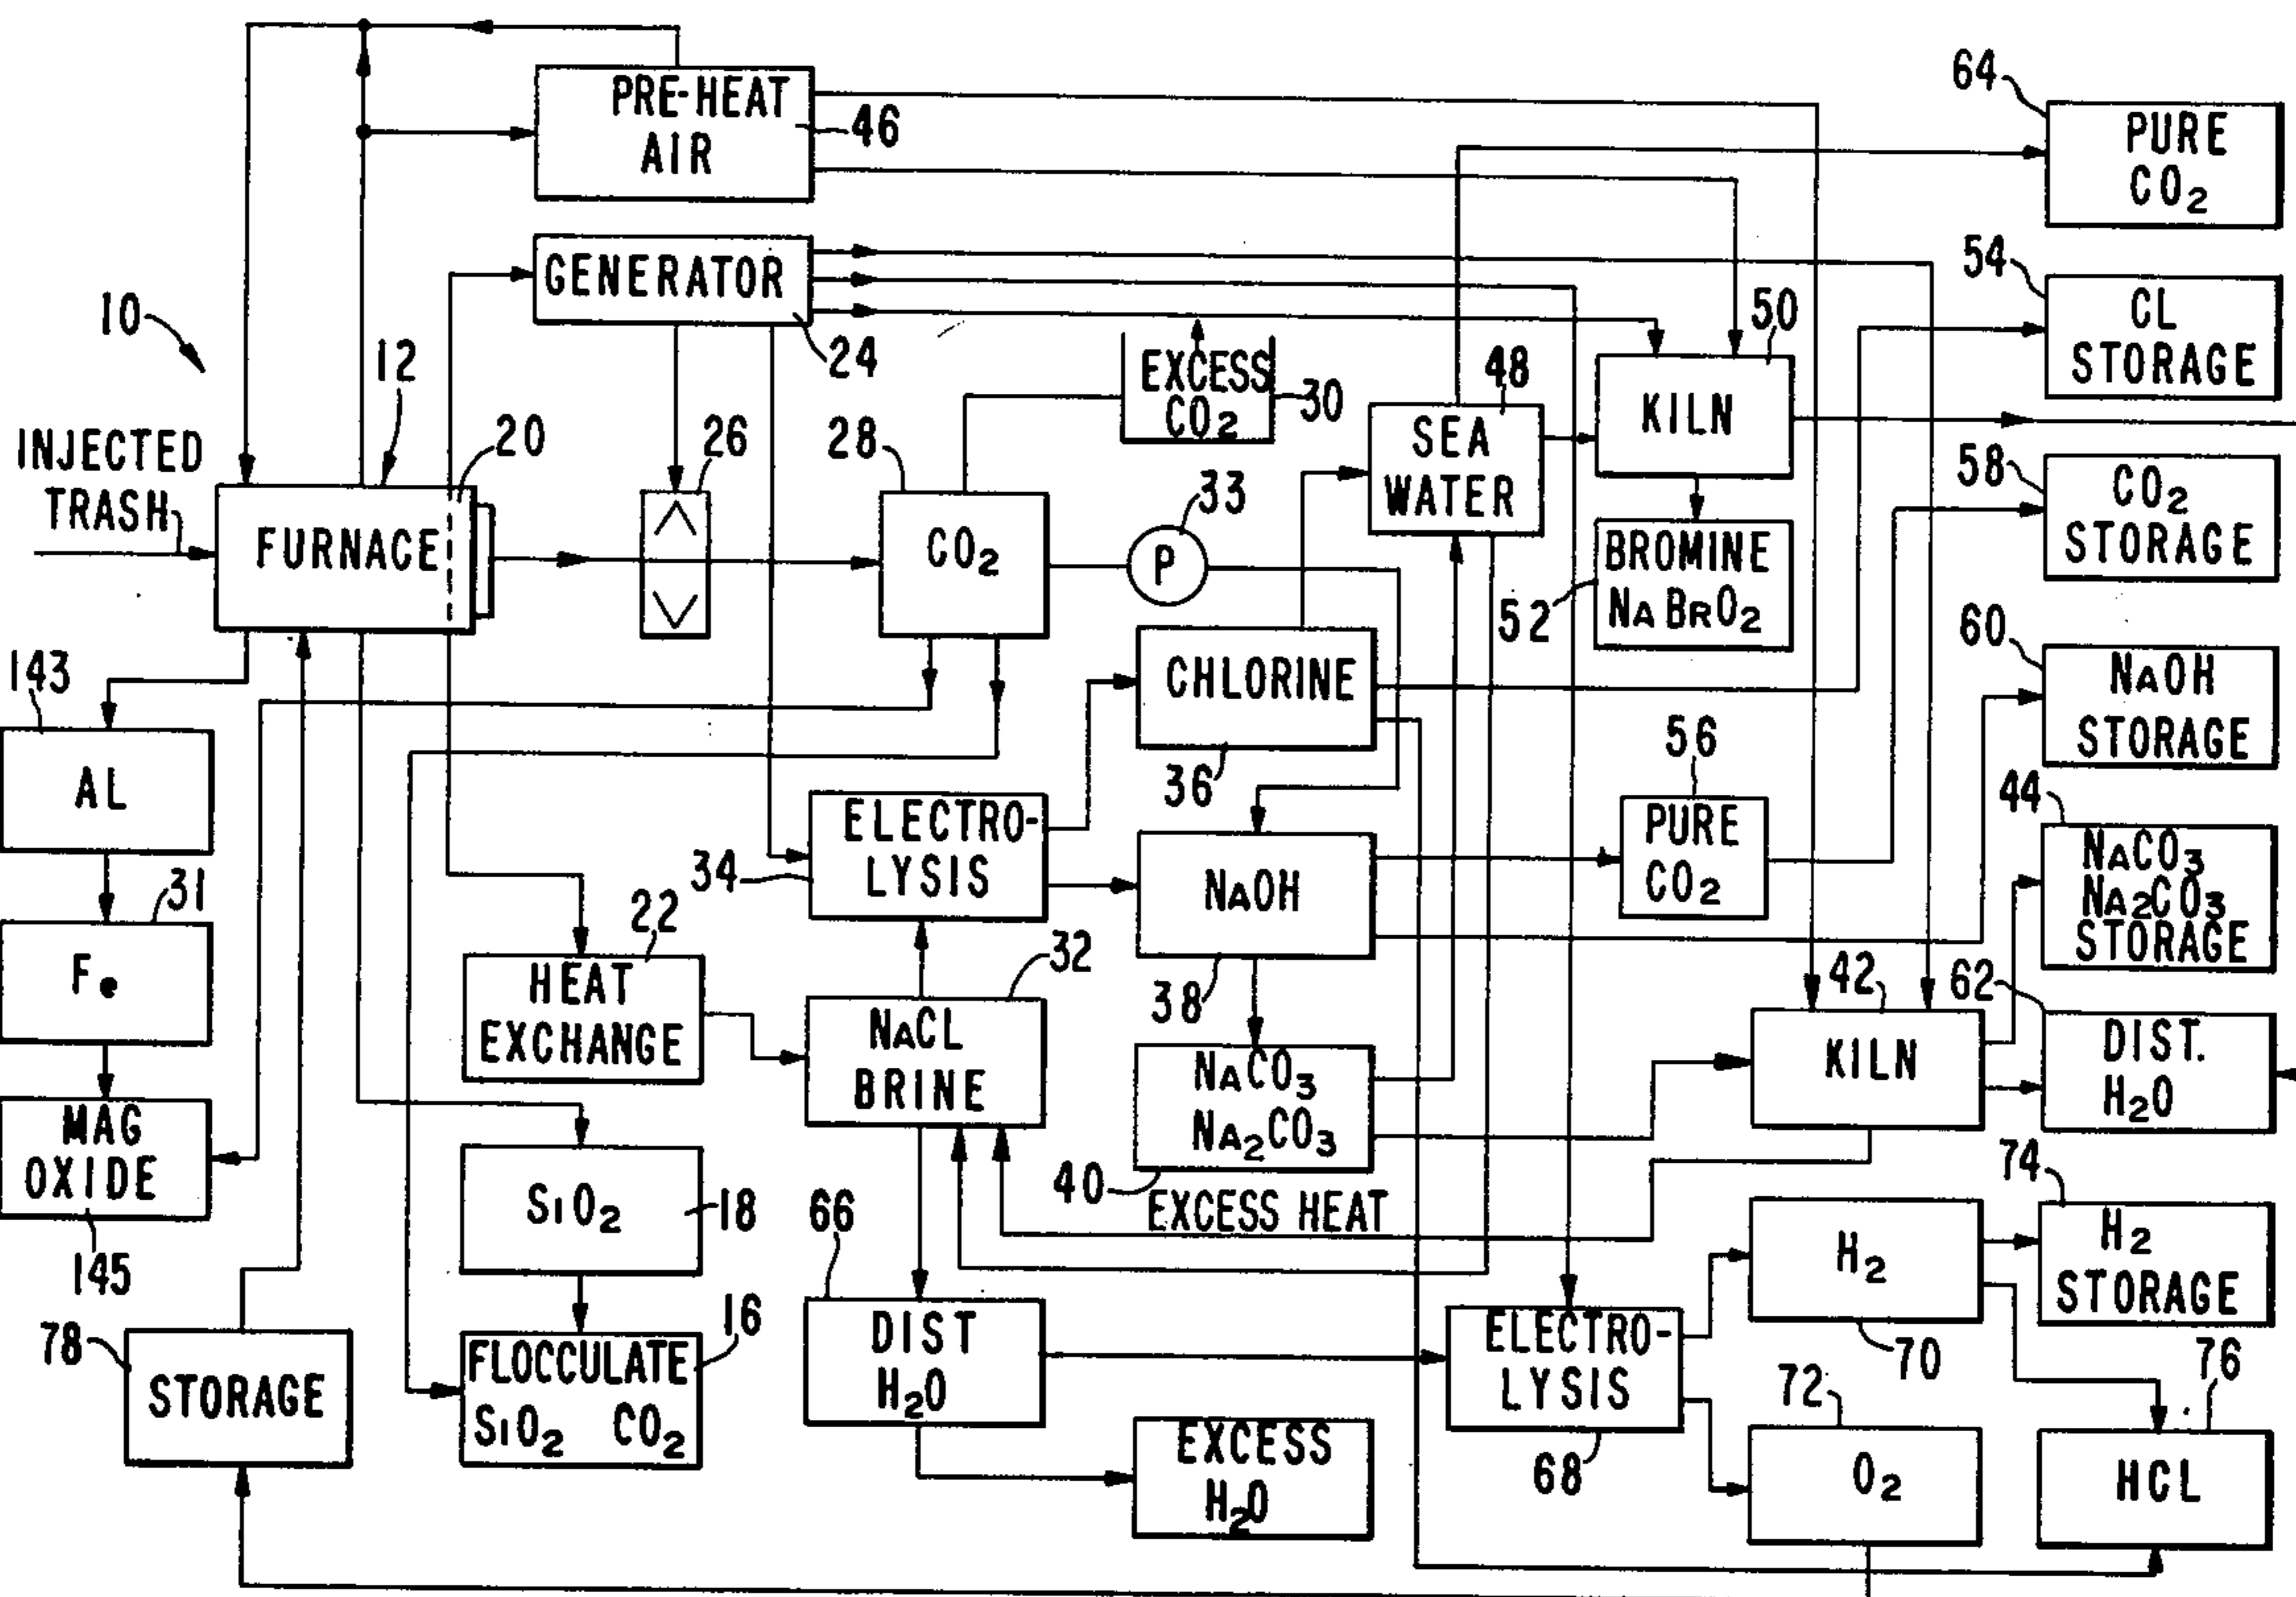 PRE-HEAT
AIR
46
64
PURE
CO2
GENERATOR
24
54
CL
STORAGE
10
12
INJECTED
TRASH
FURNACE
20
26
28
CO2
EXCESS
CO2
30
33
P
48
SEA
WATER
50
KILN
52
BROMINE
NABRO2
58
CO2
STORAGE
60
NAOH
STORAGE
143
AL
31
Fe
MAG
OXIDE
145
CHLORINE
36
56
PURE
CO2
44
NACO3
NA2CO3
STORAGE
34
ELECTRO-
LYSIS
NAOH
38
22
HEAT
EXCHANGE
32
NACL
BRINE
NACO3
NA2CO3
40
42
KILN
62
DIST.
H2O
EXCESS HEAT
SIO2
18
66
DIST
H2O
78
STORAGE
16
FLOCCULATE
SIO2 CO2
EXCESS
H2O
ELECTRO-
LYSIS
68
H2
70
74
H2
STORAGE
72
O2
76
HCL